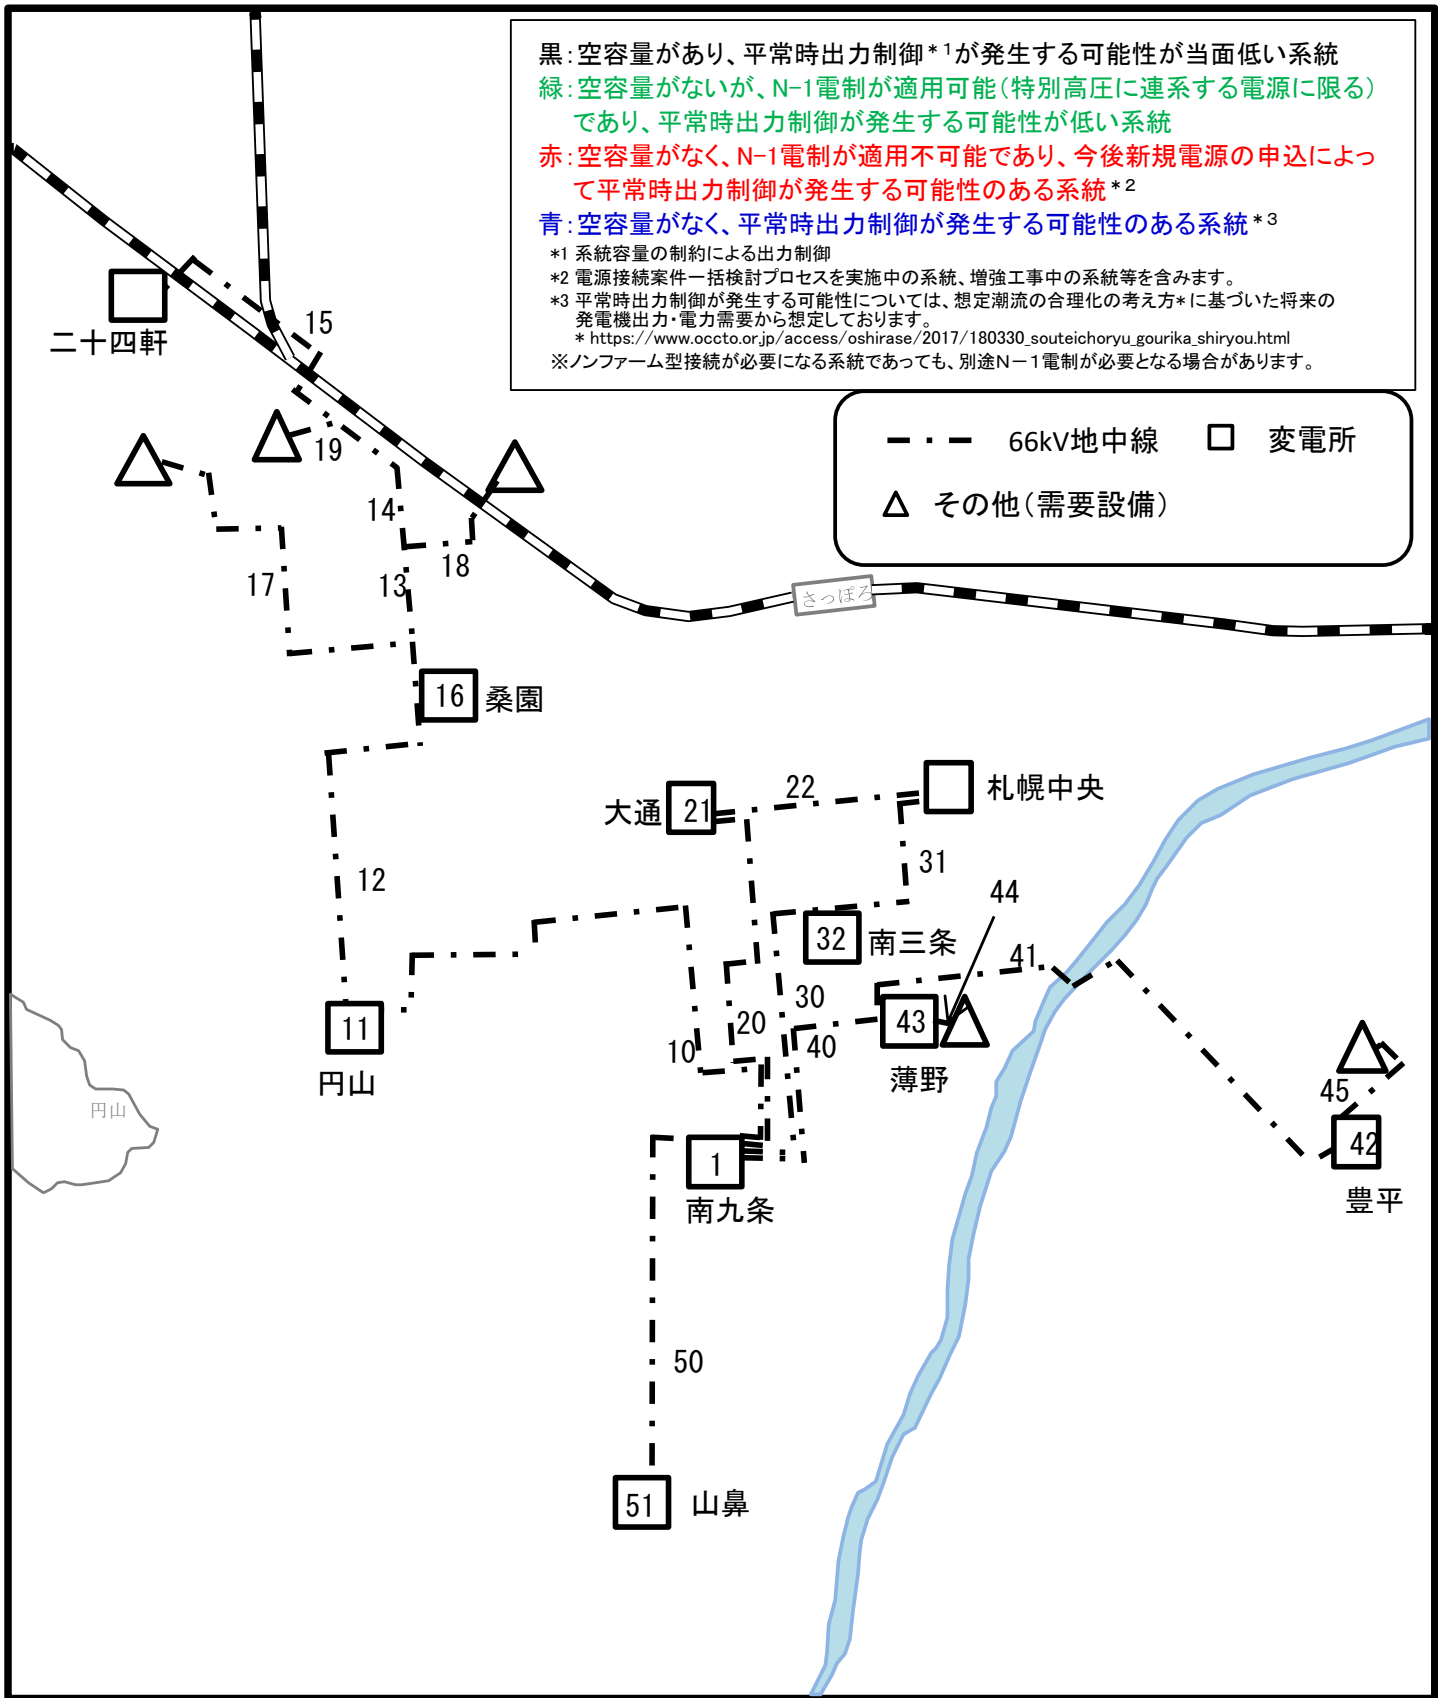 黒:空容量があり、平常時出力制御*1が発生する可能性が当面低い系統
緑:空容量がないが、N-1電制が適用可能(特別高圧に連系する電源に限る)
であり、平常時出力制御が発生する可能性が低い系統
赤:空容量がなく、N-1電制が適用不可能であり、今後新規電源の申込によっ
て平常時出力制御が発生する可能性のある系統*2
青:空容量がなく、平常時出力制御が発生する可能性のある系統*3
*1 系統容量の制約による出力制御
*2 電源接続案件一括検討プロセスを実施中の系統、増強工事中の系統等を含みます。
*3 平常時出力制御が発生する可能性については、想定潮流の合理化の考え方* に基づいた将来の
発電機出力・電力需要から想定しております。
* https://www.occto.or.jp/access/oshirase/2017/180330_souteichoryu_gourika_shiryou.html
※ノンファーム型接続が必要になる系統であっても、別途N-1電制が必要となる場合があります。
66kV地中線
変電所
その他(需要設備)
二十四軒
15
19
14
18
17
13
さっぽろ
16
桑園
12
22
札幌中央
大通
21
31
44
32
南三条
41
30
20
40
43
薄野
10
11
円山
円山
45
42
豊平
1
南九条
50
51
山鼻